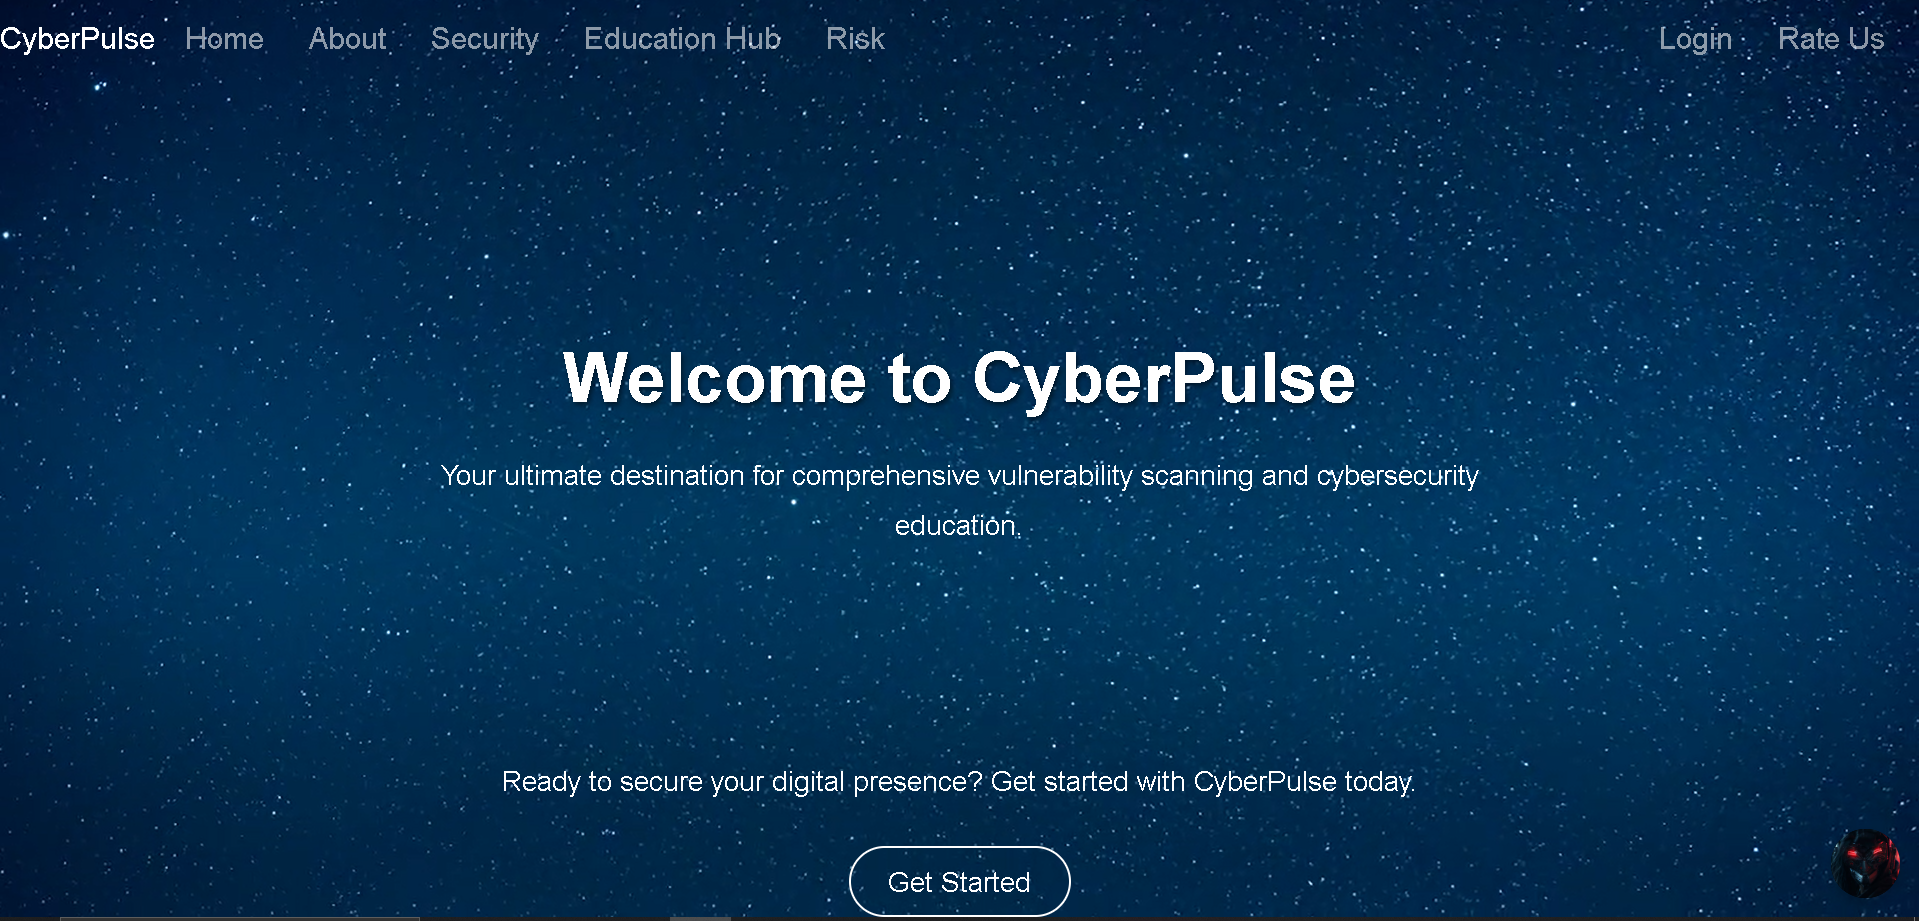 CyberPulse Home About Security Education Hub Risk Login Rate Us
Welcome to CyberPulse
Your ultimate destination for comprehensive vulnerability scanning and cybersecurity
education.
Ready to secure your digital presence? Get started with CyberPulse today.
Get Started